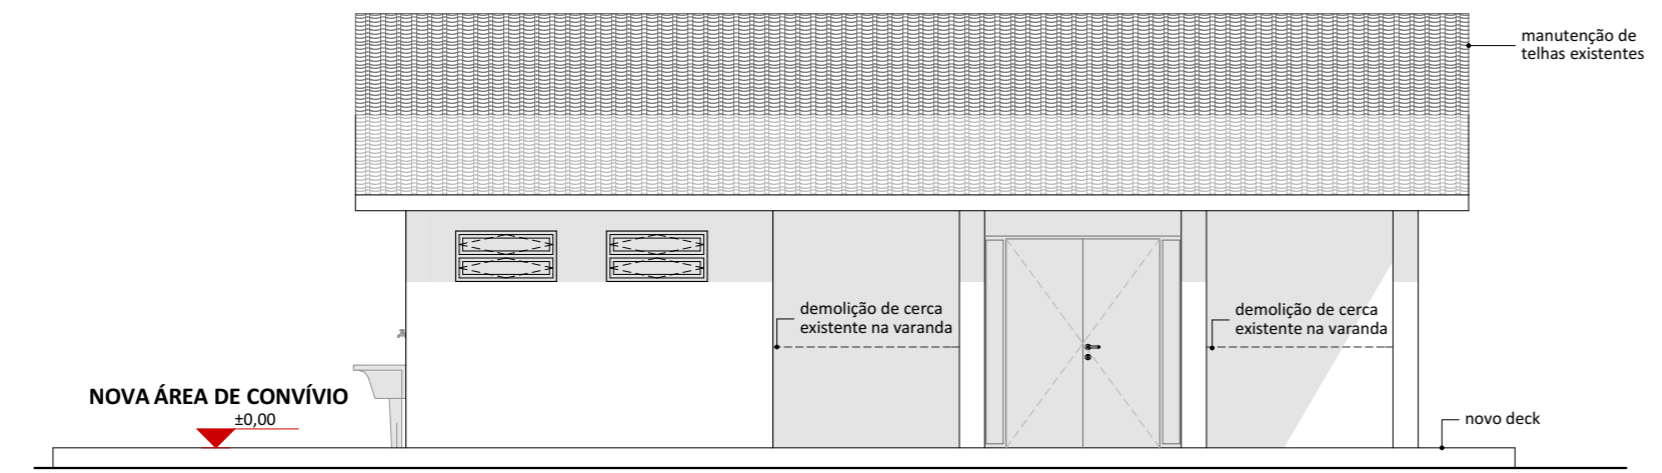 manutenção de
telhas existentes
demolição de cerca
existente na varanda
demolição de cerca
existente na varanda
NOVA ÁREA DE CONVÍVIO
±0,00
novo deck